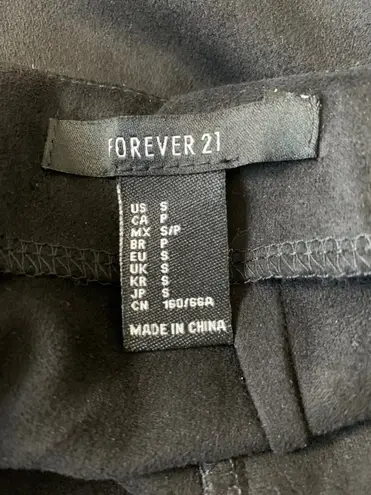 FOREVER 21
US S
CA P
MX S/P
BR P
EU S
UK S
KR S
JP S
CN 160/66A
MADE IN CHINA